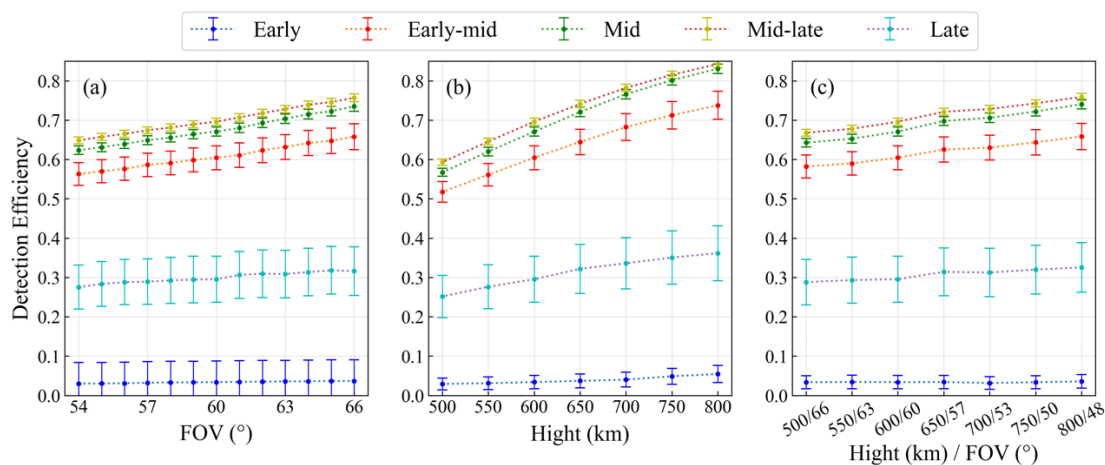 Early Early-mid Mid Mid-late Late
(a) (b) (c)
Detection Efficiency
0.8
0.7
0.6
0.5
0.4
0.3
0.2
0.1
0.0
54 57 60 63 66
FOV (°)
500 550 600 650 700 750 800
Hight (km)
500/66 550/63 600/60 650/57 700/53 750/50 800/48
Hight (km) / FOV (°)